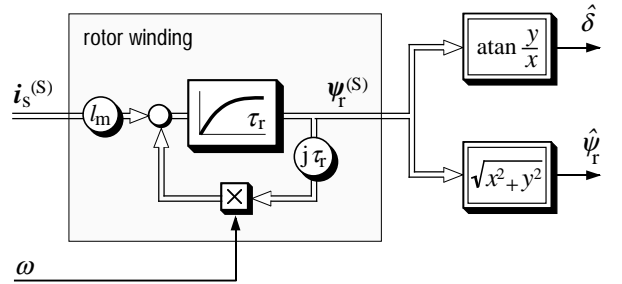 rotor winding
i_s^(S)
l_m
τ_r
ψ_r^(S)
j τ_r
×
ω
atan y/x
δ̂
√x²+y²
ψ̂_r